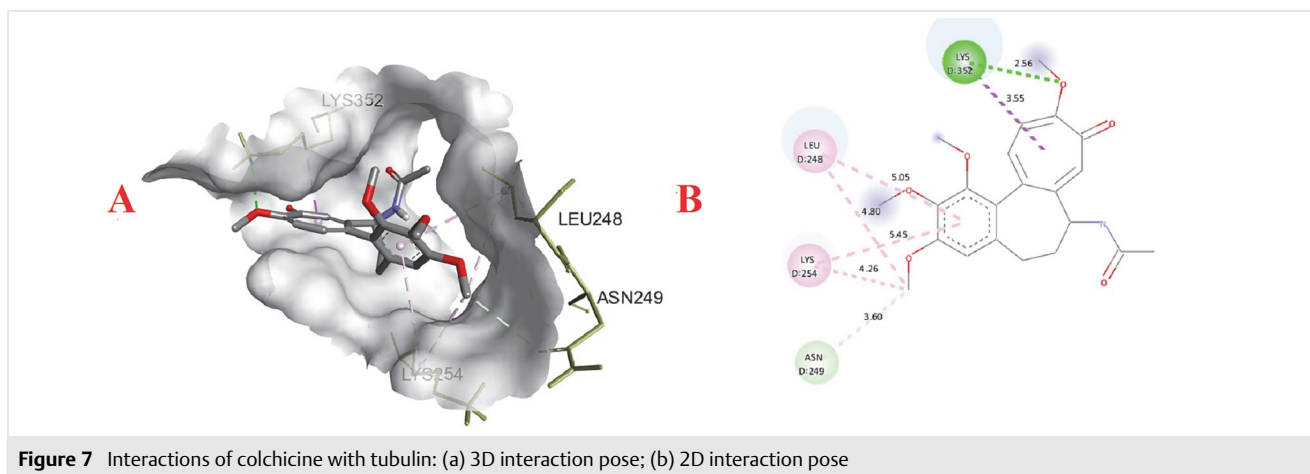 LYS352
A
LEU248
ASN249
LYS254
B
LYS
D:352
2.56
O
3.55
O
LEU
D:248
O
5.05
O
4.80
5.45
O
N
LYS
D:254
4.26
O
3.60
ASN
D:249
Figure 7 Interactions of colchicine with tubulin: (a) 3D interaction pose; (b) 2D interaction pose